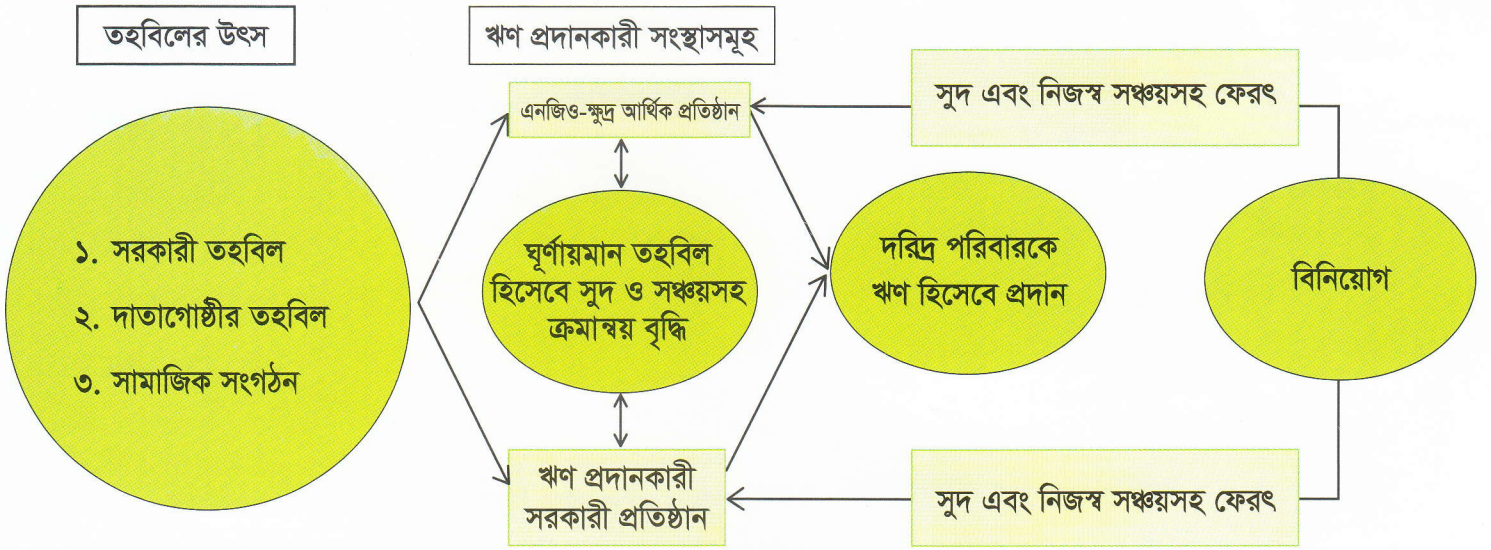 তহবিলের উৎস
ঋণ প্রদানকারী সংস্থাসমূহ
এনজিও-ক্ষুদ্র আর্থিক প্রতিষ্ঠান
সুদ এবং নিজস্ব সঞ্চয়সহ ফেরৎ
১. সরকারী তহবিল
২. দাতাগোষ্ঠীর তহবিল
৩. সামাজিক সংগঠন
ঘূর্ণায়মান তহবিল
হিসেবে সুদ ও সঞ্চয়সহ
ক্রমান্বয় বৃদ্ধি
দরিদ্র পরিবারকে
ঋণ হিসেবে প্রদান
বিনিয়োগ
ঋণ প্রদানকারী
সরকারী প্রতিষ্ঠান
সুদ এবং নিজস্ব সঞ্চয়সহ ফেরৎ